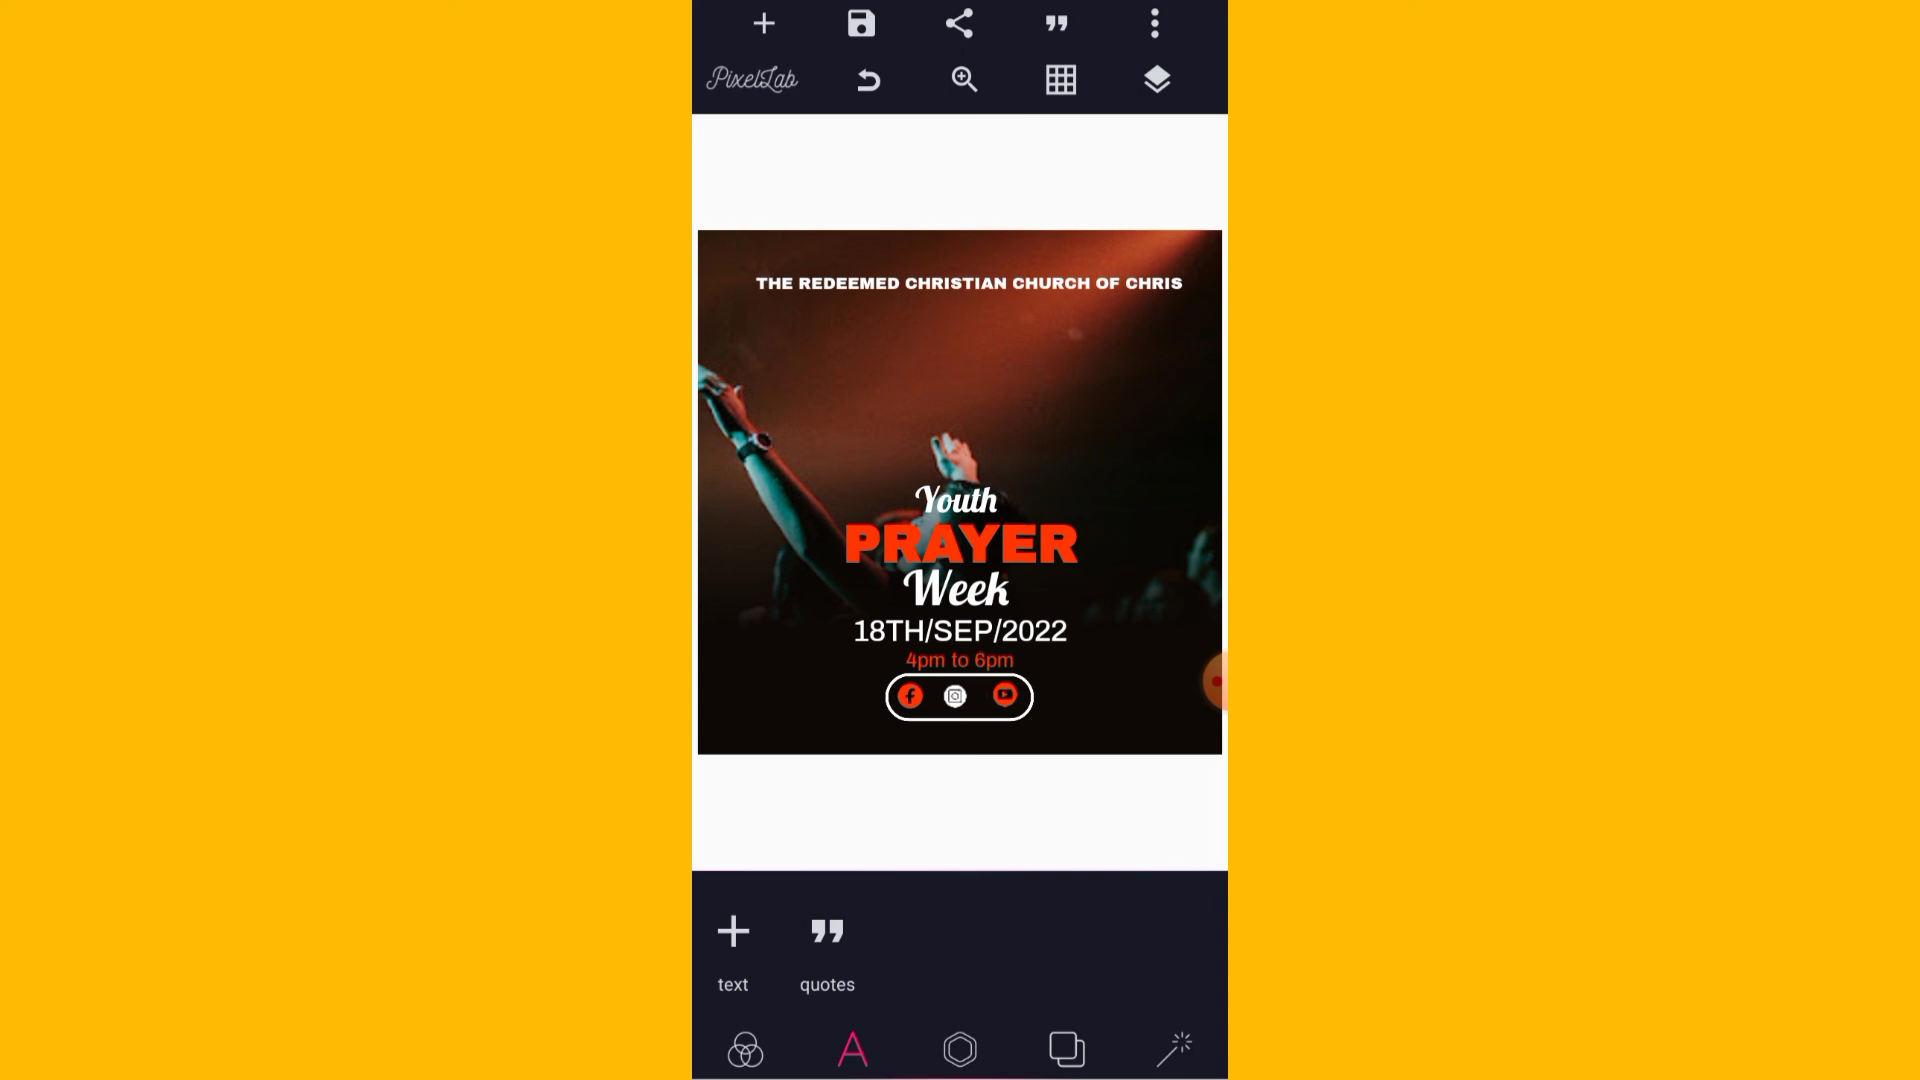 PixelLab
THE REDEEMED CHRISTIAN CHURCH OF CHRIS
Youth
PRAYER
Week
18TH/SEP/2022
4pm to 6pm
text
quotes